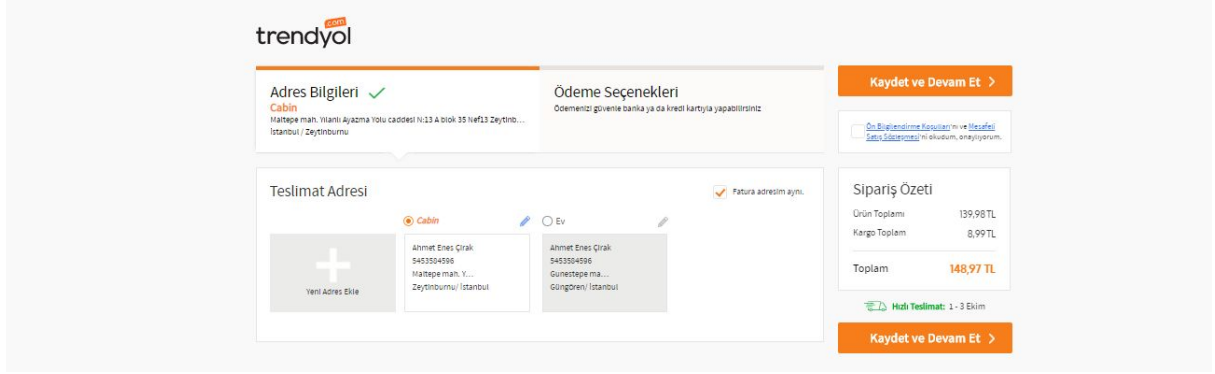 .com
trendyol
Adres Bilgileri
Cabin
Maltepe mah. Yılanlı Ayazma Yolu caddesi N:13 A blok 35 Nef13 Zeytinb...
İstanbul / Zeytinburnu
Ödeme Seçenekleri
Ödemenizi güvenle banka ya da kredi kartıyla yapabilirsiniz
Kaydet ve Devam Et >
Ön Bilgilendirme Koşulları'nı ve Mesafeli
Satış Sözleşmesi'ni okudum, onaylıyorum.
Teslimat Adresi
Fatura adresim aynı.
Yeni Adres Ekle
Cabin
Ahmet Enes Çirak
5453584596
Maltepe mah. Y...
Zeytinburnu/ İstanbul
Ev
Ahmet Enes Çirak
5453584596
Gunestepe ma...
Güngören/ İstanbul
Sipariş Özeti
Ürün Toplamı 139,98 TL
Kargo Toplam 8,99 TL
Toplam 148,97 TL
Hızlı Teslimat: 1 - 3 Ekim
Kaydet ve Devam Et >